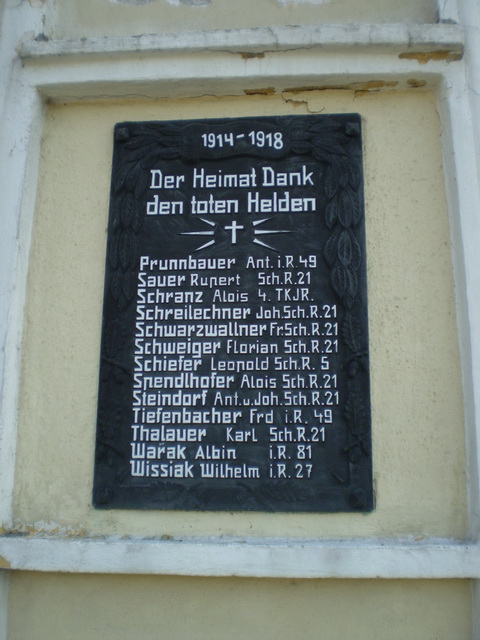 1914-1918
Der Heimat Dank
den toten Helden
Prunnbauer Ant. i.R. 49
Sauer Rupert Sch.R. 21
Schranz Alois 4. TKJR.
Schreilechner Joh. Sch.R. 21
Schwarzwallner Fr. Sch.R. 21
Schweiger Florian Sch.R. 21
Schiefer Leopold Sch.R. 5
Spendlhofer Alois Sch.R. 21
Steindorf Ant.u.Joh. Sch.R. 21
Tiefenbacher Frd i.R. 49
Thalauer Karl Sch.R. 21
Wařak Albin i.R. 81
Wissiak Wilhelm i.R. 27